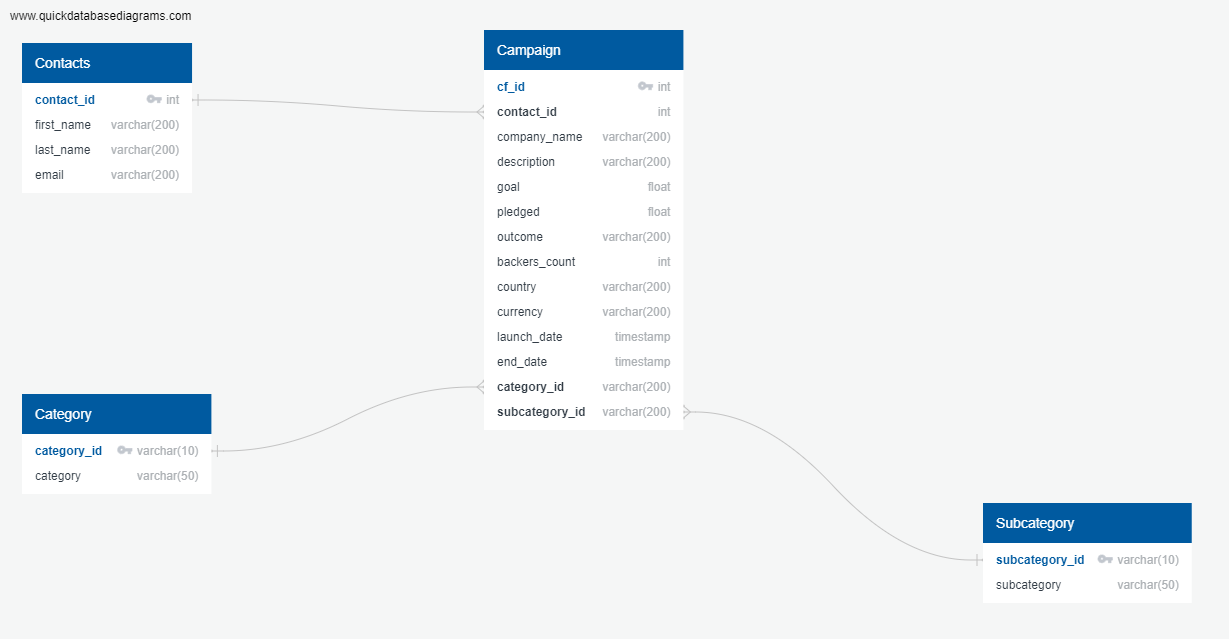 www.quickdatabasediagrams.com
Contacts
contact_id int
first_name varchar(200)
last_name varchar(200)
email varchar(200)
Campaign
cf_id int
contact_id int
company_name varchar(200)
description varchar(200)
goal float
pledged float
outcome varchar(200)
backers_count int
country varchar(200)
currency varchar(200)
launch_date timestamp
end_date timestamp
category_id varchar(200)
subcategory_id varchar(200)
Category
category_id varchar(10)
category varchar(50)
Subcategory
subcategory_id varchar(10)
subcategory varchar(50)